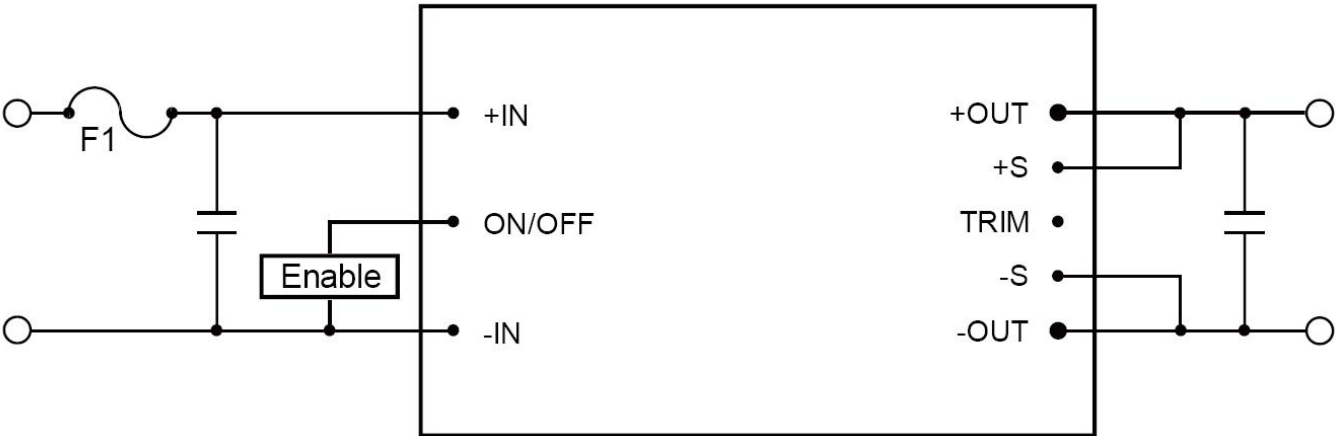 F1
+IN
ON/OFF
Enable
-IN
+OUT
+S
TRIM
-S
-OUT